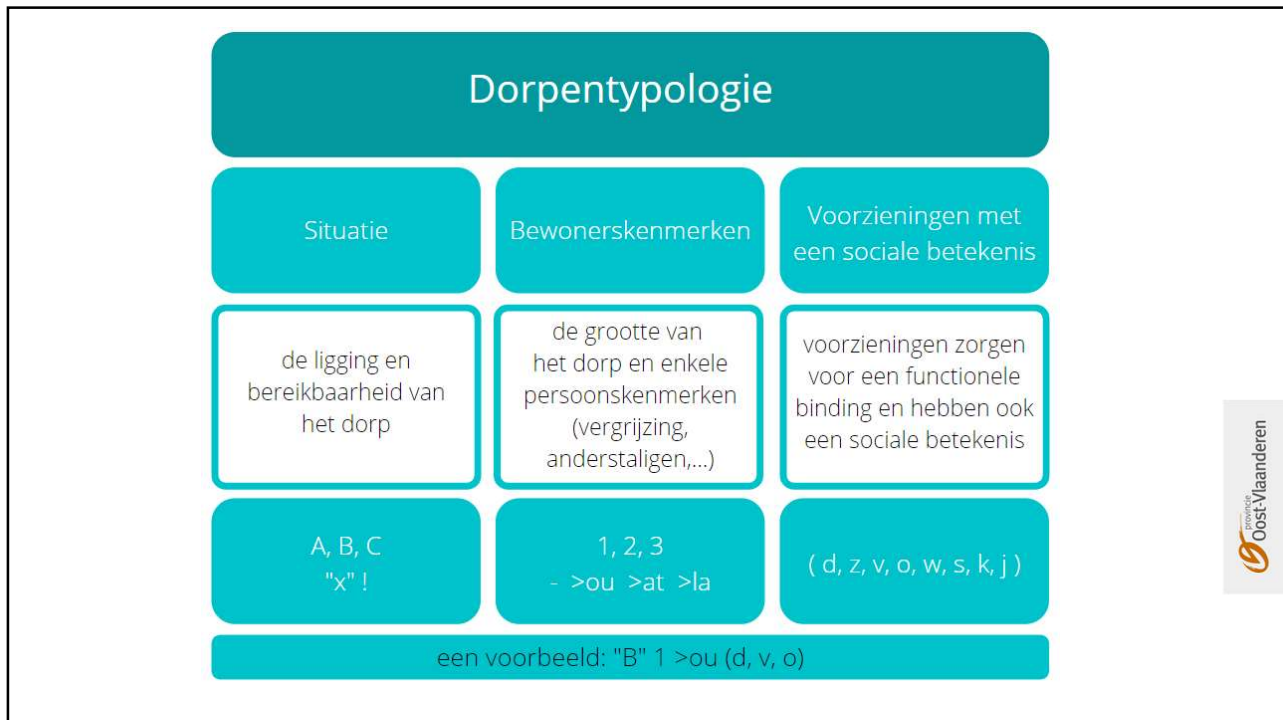 Dorpentypologie
Situatie
Bewonerskenmerken
Voorzieningen met
een sociale betekenis
de ligging en
bereikbaarheid van
het dorp
de grootte van
het dorp en enkele
persoonskenmerken
(vergrijzing,
anderstaligen,...)
voorzieningen zorgen
voor een functionele
binding en hebben ook
een sociale betekenis
A, B, C
"x" !
1, 2, 3
- >ou >at >la
( d, z, v, o, w, s, k, j )
een voorbeeld: "B" 1 >ou (d, v, o)
provincie
Oost-Vlaanderen